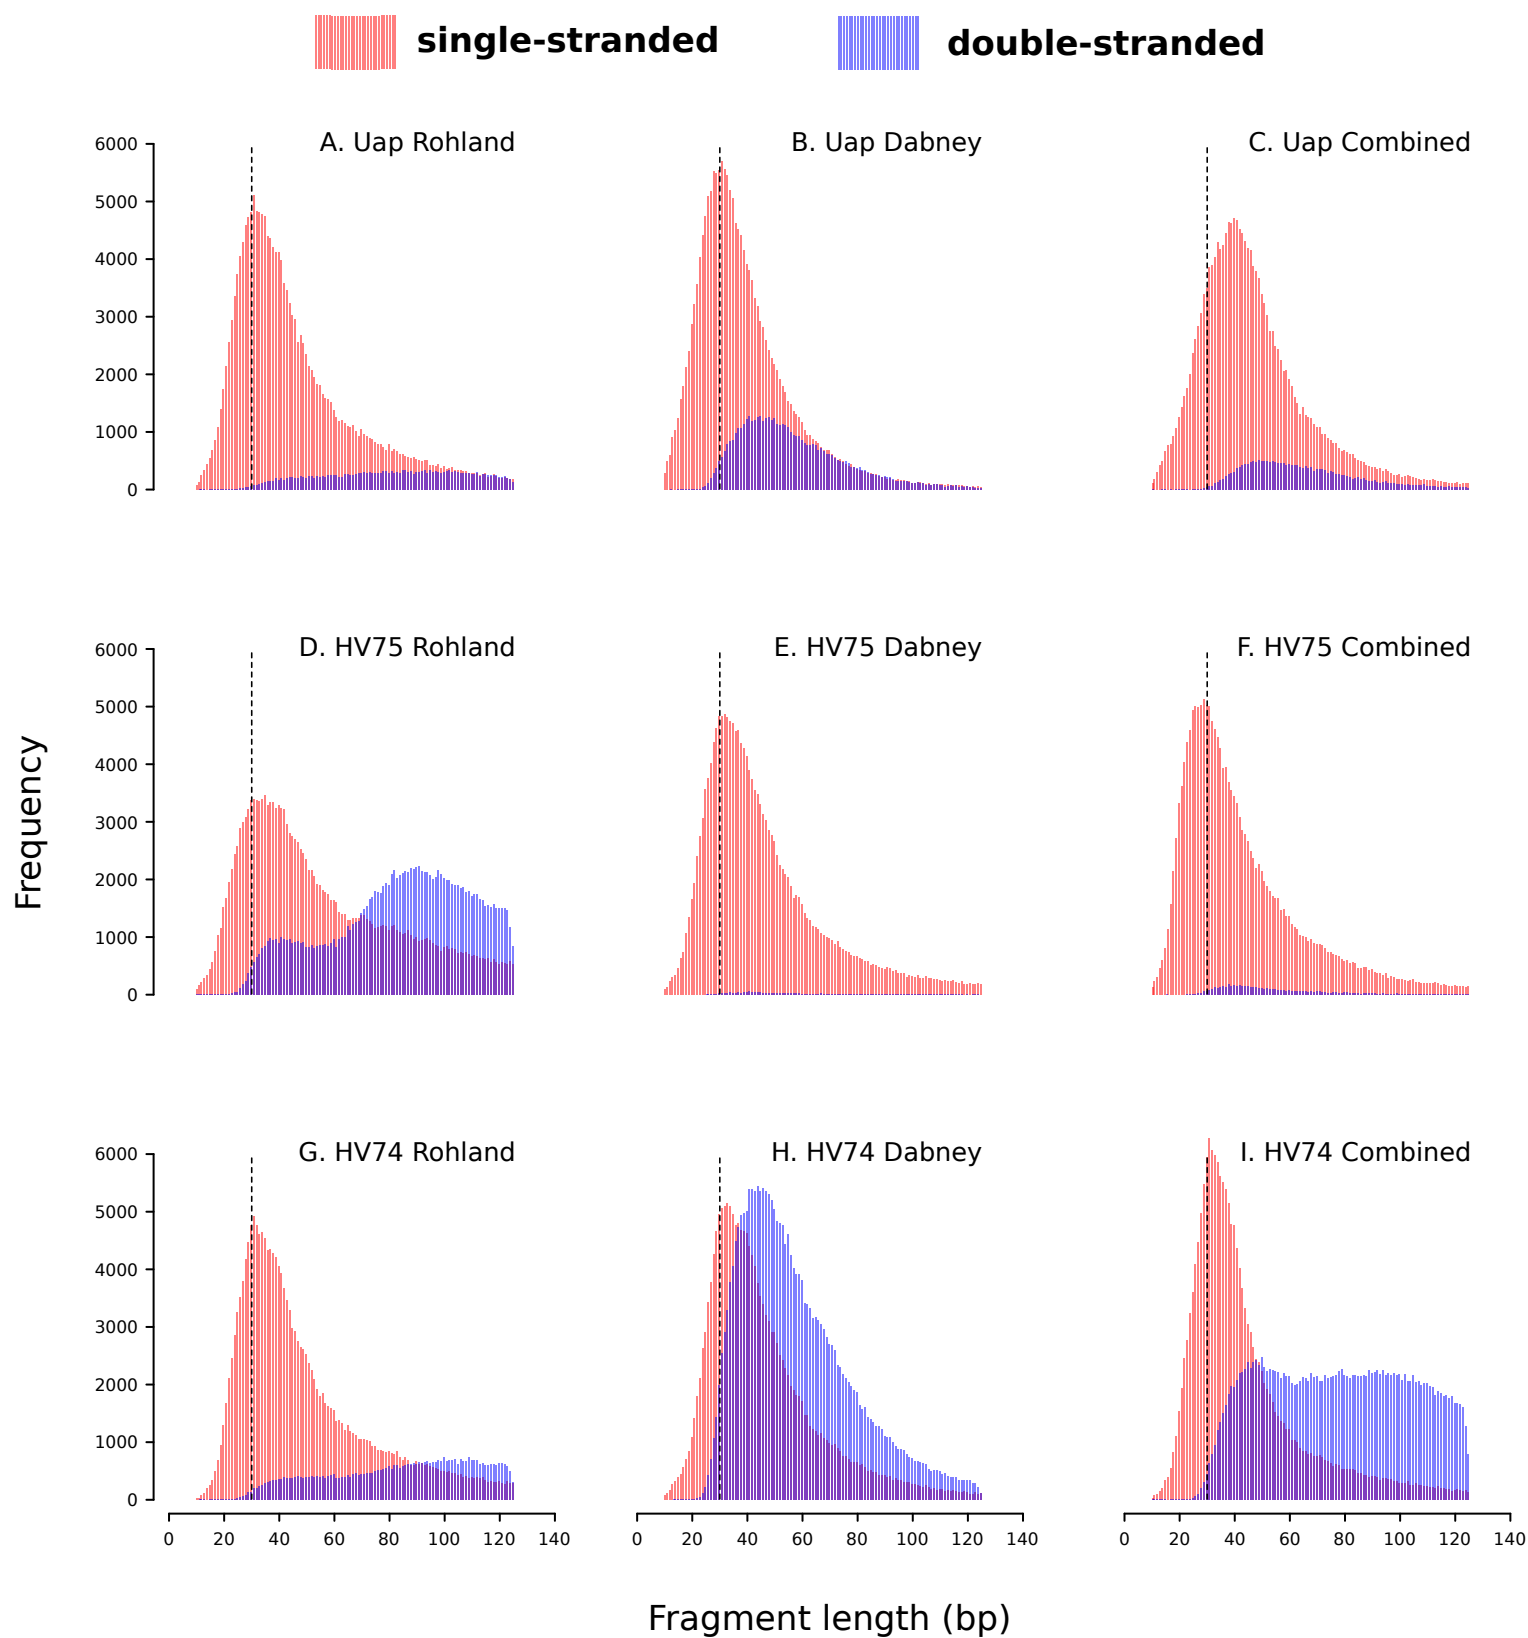 single-stranded
double-stranded
A. Uap Rohland
B. Uap Dabney
C. Uap Combined
6000
5000
4000
3000
2000
1000
0
D. HV75 Rohland
E. HV75 Dabney
F. HV75 Combined
6000
5000
4000
3000
2000
1000
0
Frequency
G. HV74 Rohland
H. HV74 Dabney
I. HV74 Combined
6000
5000
4000
3000
2000
1000
0
0 20 40 60 80 100 120 140
0 20 40 60 80 100 120 140
0 20 40 60 80 100 120 140
Fragment length (bp)